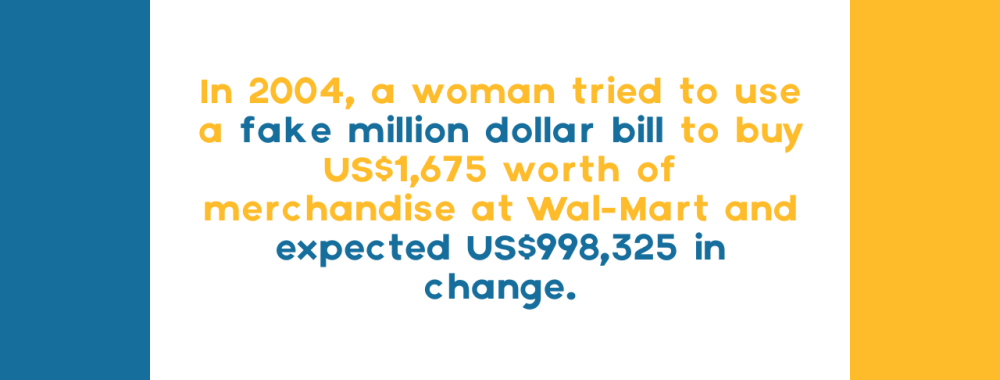 In 2004, a woman tried to use
a fake million dollar bill to buy
US$1,675 worth of
merchandise at Wal-Mart and
expected US$998,325 in
change.